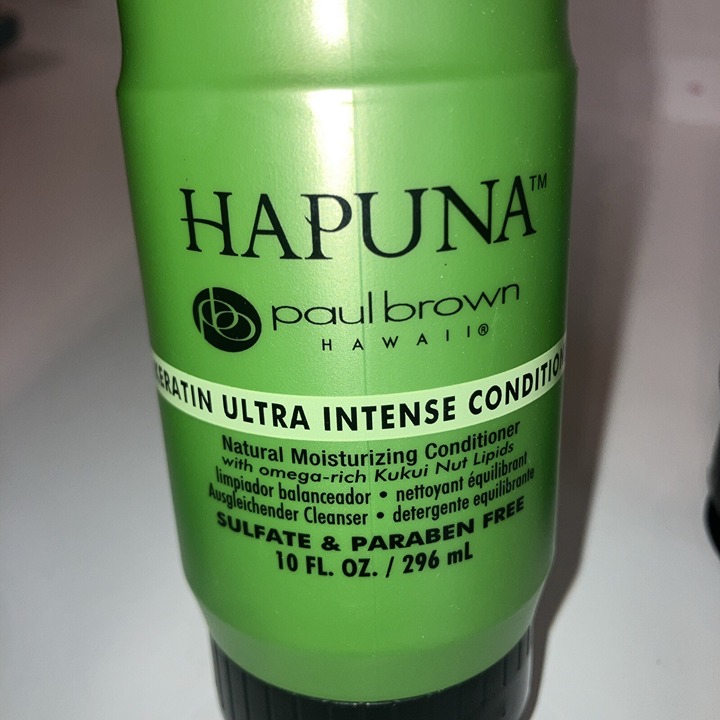 HAPUNA™
paul brown
HAWAII®
KERATIN ULTRA INTENSE CONDITIO
Natural Moisturizing Conditioner
with omega-rich Kukui Nut Lipids
limpiador balanceador • nettoyant équilibrant
Ausgleichender Cleanser • detergente equilibrante
SULFATE & PARABEN FREE
10 FL. OZ. / 296 mL